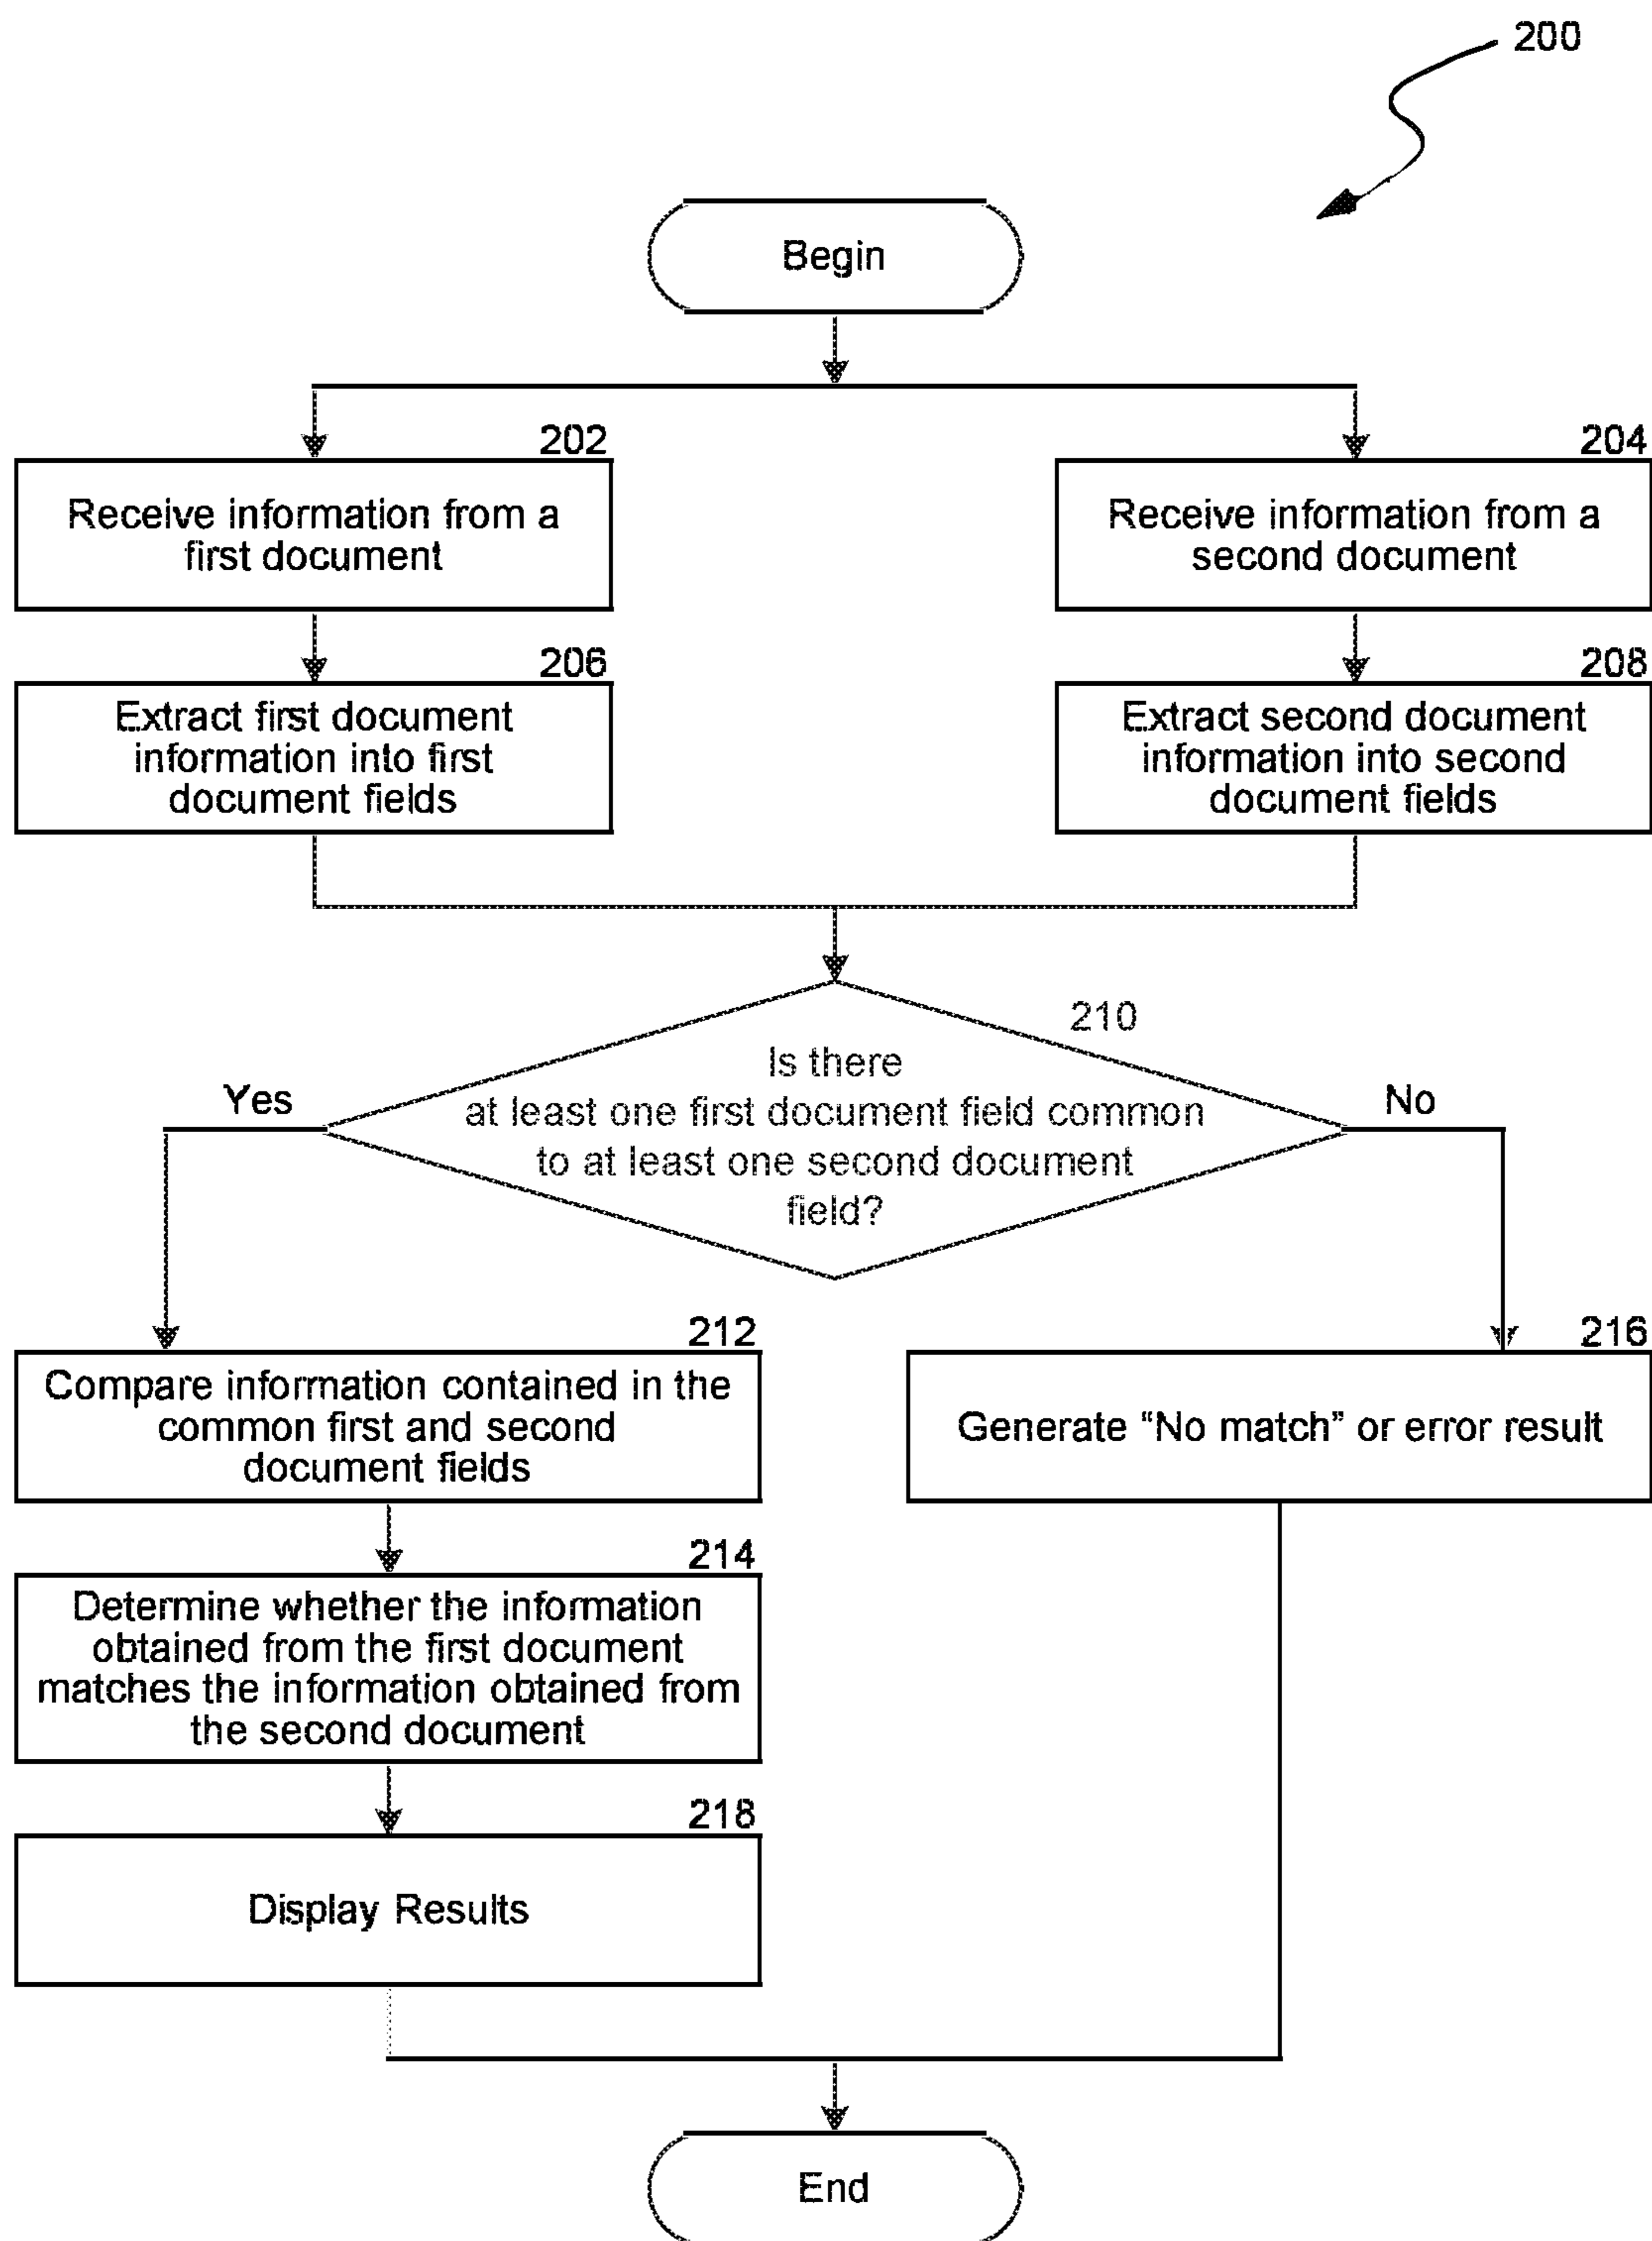 200
Begin
202
Receive information from a
first document
204
Receive information from a
second document
206
Extract first document
information into first
document fields
208
Extract second document
information into second
document fields
210
Is there
at least one first document field common
to at least one second document
field?
Yes
No
212
Compare information contained in the
common first and second
document fields
216
Generate “No match” or error result
214
Determine whether the information
obtained from the first document
matches the information obtained from
the second document
218
Display Results
End